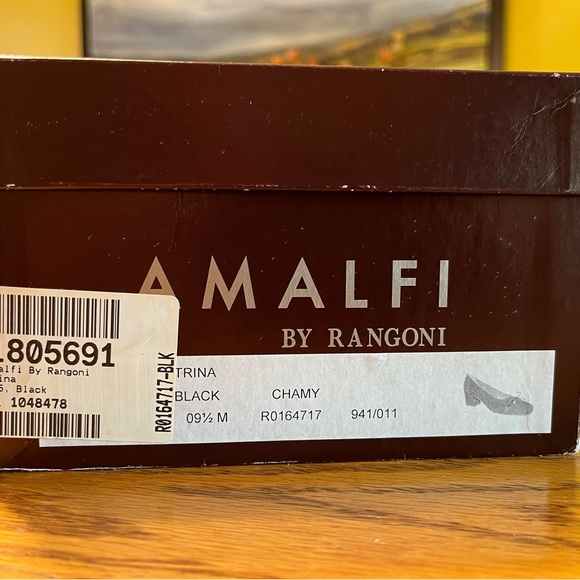 AMALFI
BY RANGONI
TRINA
BLACK CHAMY
09½ M R0164717 941/011
1805691
alfi By Rangoni
ina
5, Black
1048478
R0164717-BLK